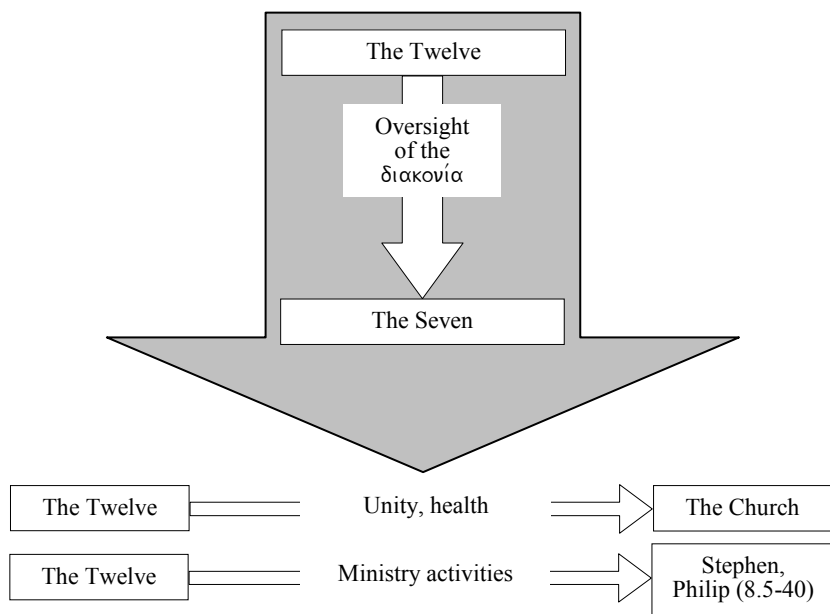 The Twelve
Oversight
of the
διακονία
The Seven
The Twelve
Unity, health
The Church
The Twelve
Ministry activities
Stephen,
Philip (8.5-40)